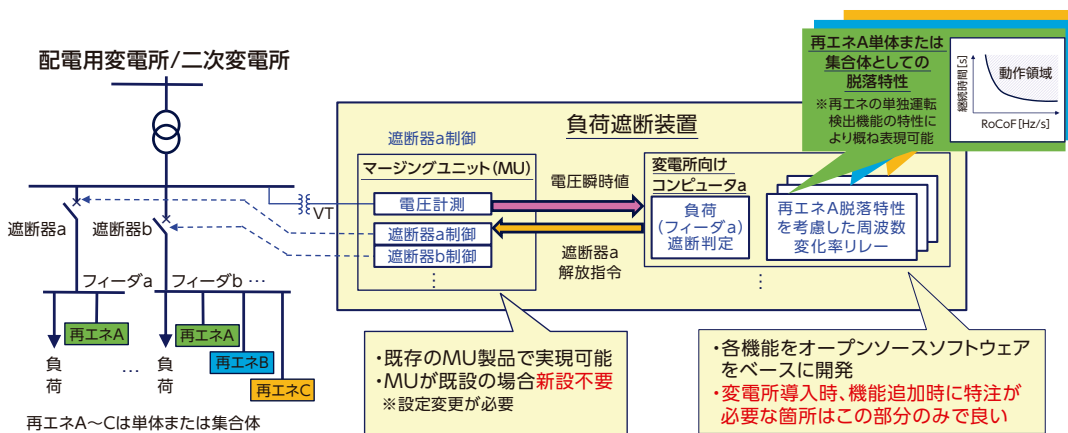 配電用変電所/二次変電所
遮断器a
遮断器b
VT
フィーダa
フィーダb …
再エネA
再エネA
再エネB
再エネC
負荷
…
負荷
再エネA~Cは単体または集合体
負荷遮断装置
遮断器a制御
マージングユニット(MU)
電圧計測
遮断器a制御
遮断器b制御
⋮
電圧瞬時値
遮断器a
解放指令
変電所向け
コンピュータa
負荷
(フィーダa)
遮断判定
再エネA脱落特性
を考慮した周波数
変化率リレー
⋮
再エネA単体または
集合体としての
脱落特性
※再エネの単独運転
検出機能の特性に
より概ね表現可能
継続時間[s]
動作領域
RoCoF[Hz/s]
・既存のMU製品で実現可能
・MUが既設の場合新設不要
※設定変更が必要
・各機能をオープンソースソフトウェア
をベースに開発
・変電所導入時、機能追加時に特注が
必要な箇所はこの部分のみで良い